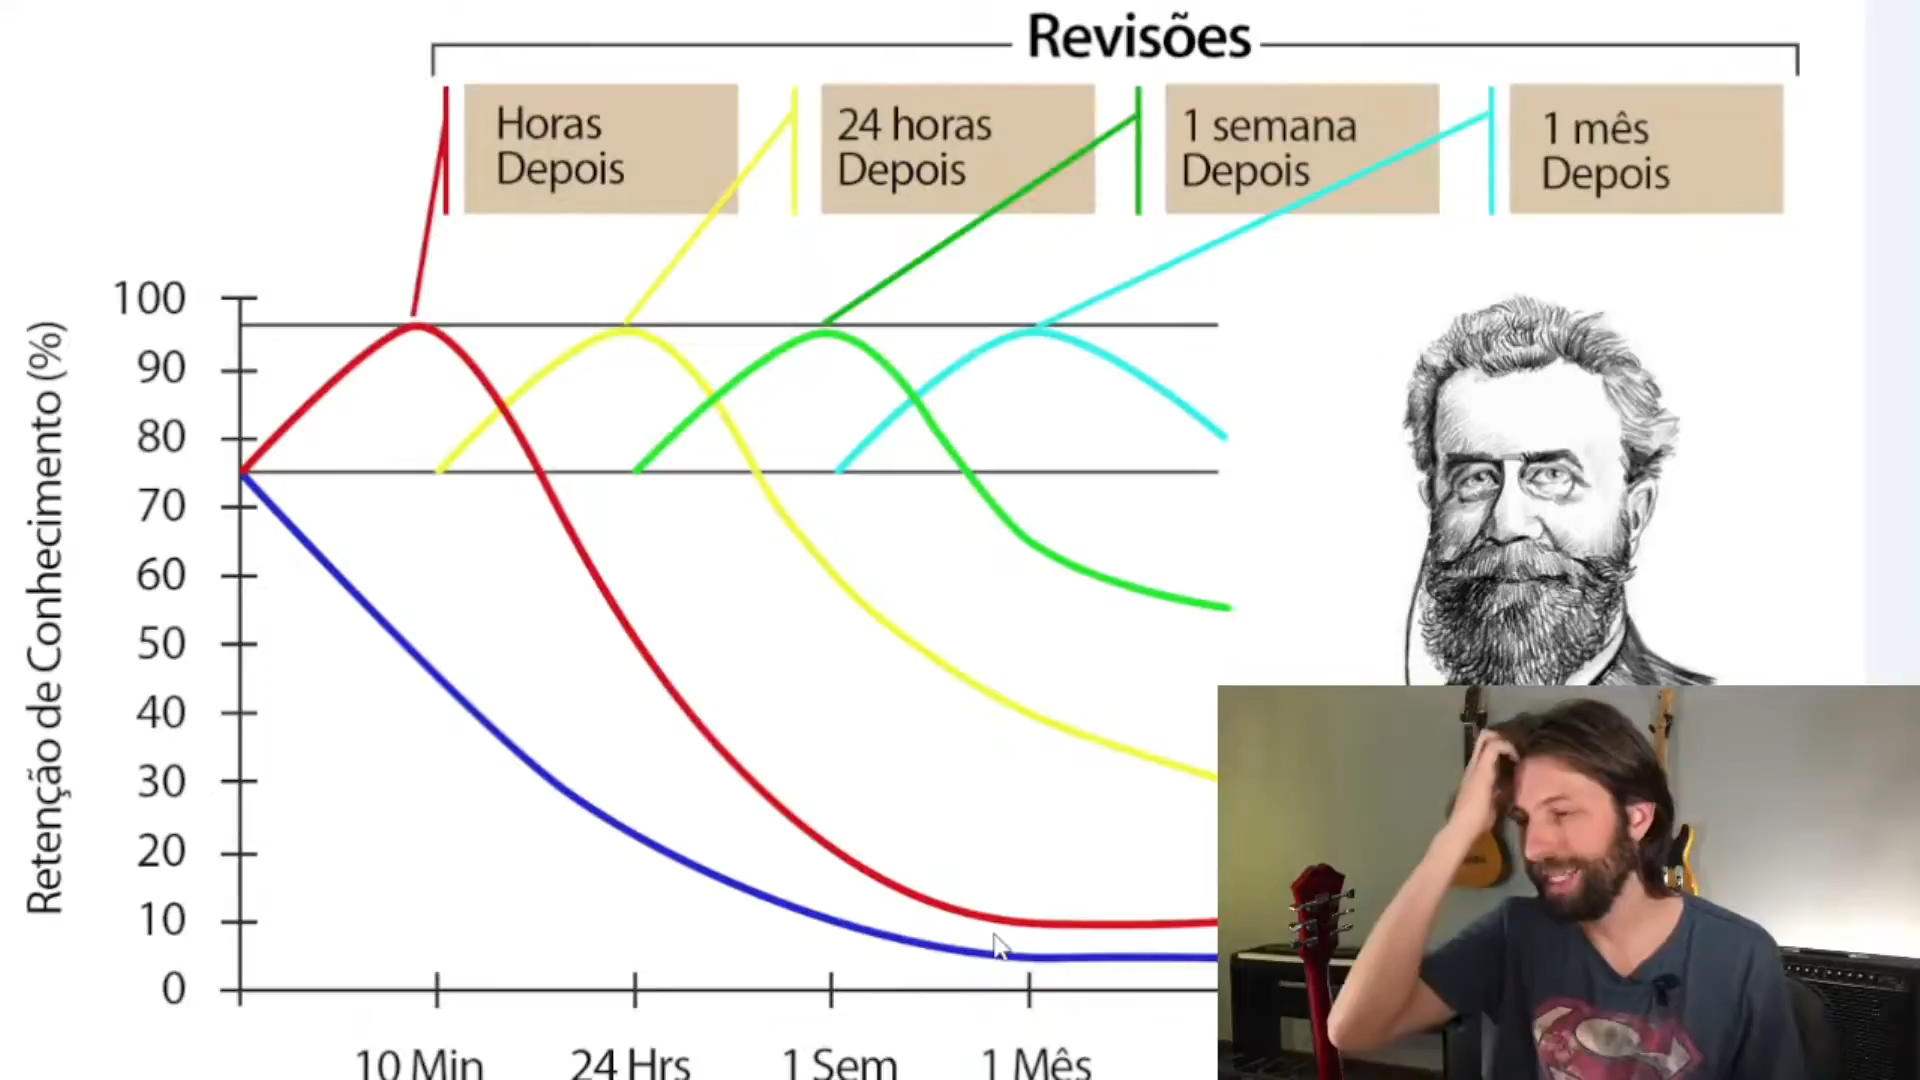 Revisões
Horas
Depois
24 horas
Depois
1 semana
Depois
1 mês
Depois
Retenção de Conhecimento (%)
100
90
80
70
60
50
40
30
20
10
0
10 Min
24 Hrs
1 Sem
1 Mês